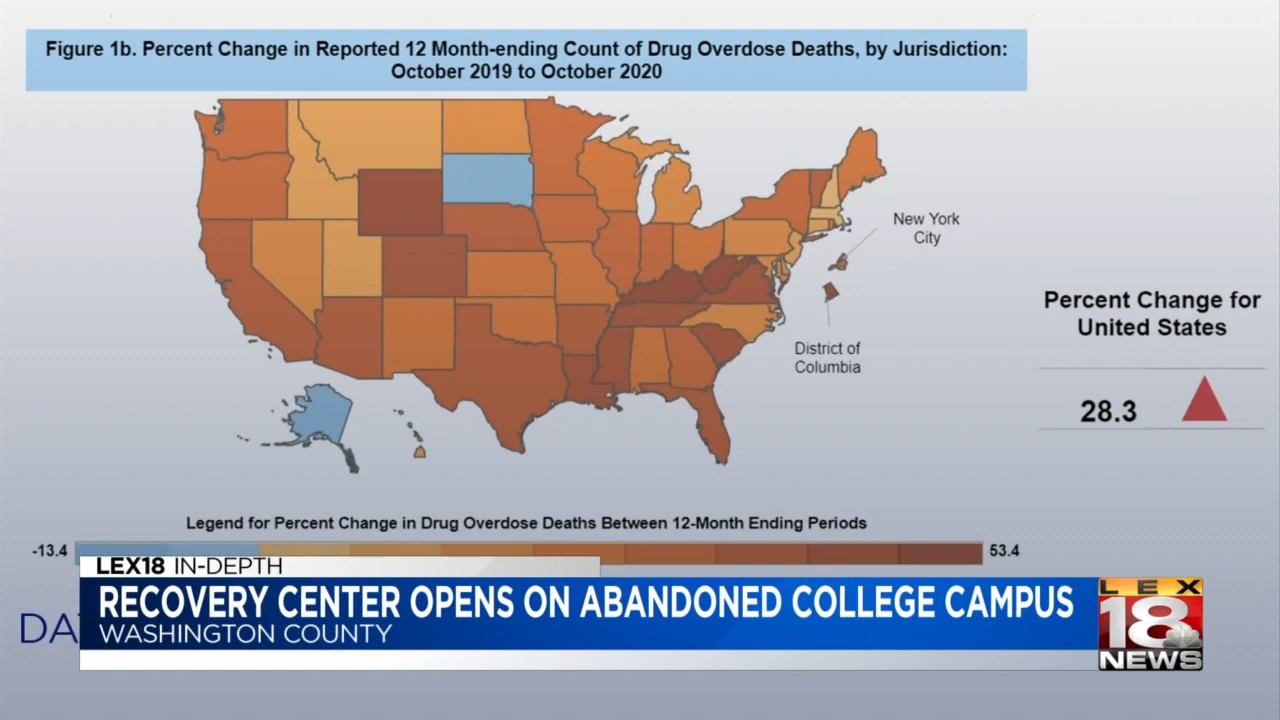 Figure 1b. Percent Change in Reported 12 Month-ending Count of Drug Overdose Deaths, by Jurisdiction:
October 2019 to October 2020
New York
City
District of
Columbia
Percent Change for
United States
28.3
Legend for Percent Change in Drug Overdose Deaths Between 12-Month Ending Periods
-13.4
53.4
LEX18 IN-DEPTH
RECOVERY CENTER OPENS ON ABANDONED COLLEGE CAMPUS
WASHINGTON COUNTY
LEX
18
NEWS